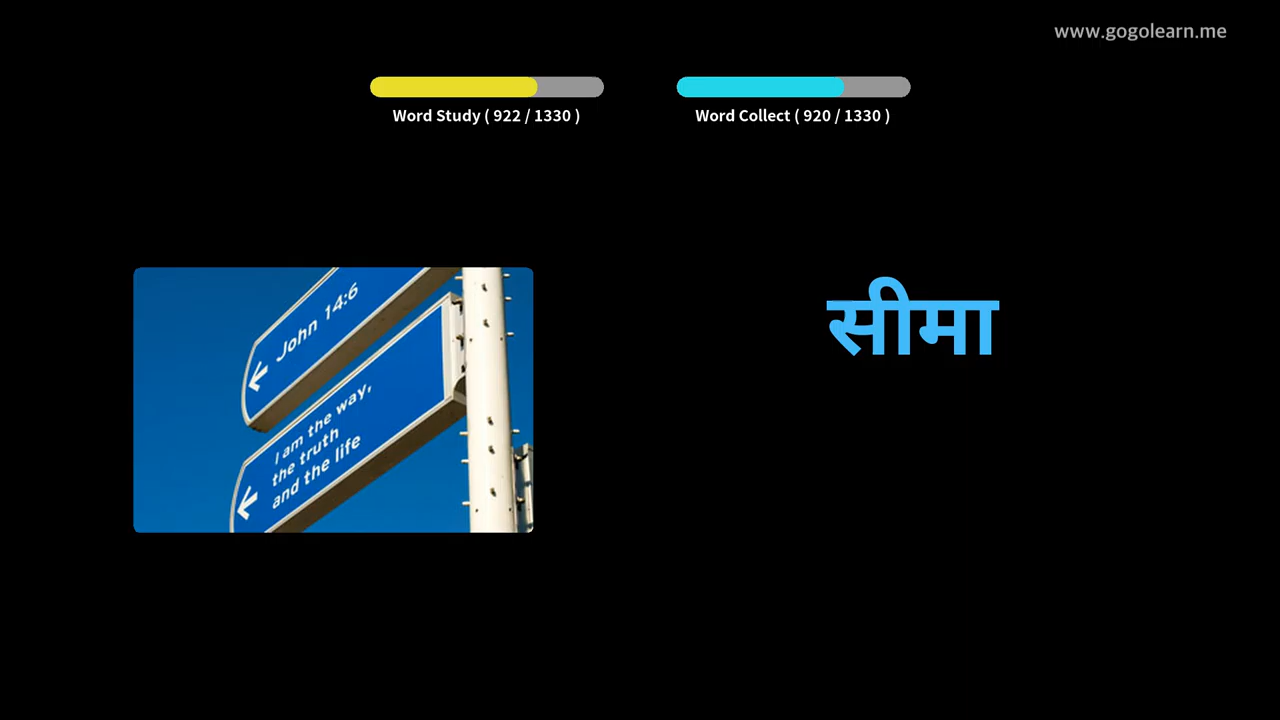 www.gogolearn.me
Word Study ( 922 / 1330 )
Word Collect ( 920 / 1330 )
John 14:6
I am the way,
the truth
and the life
सीमा